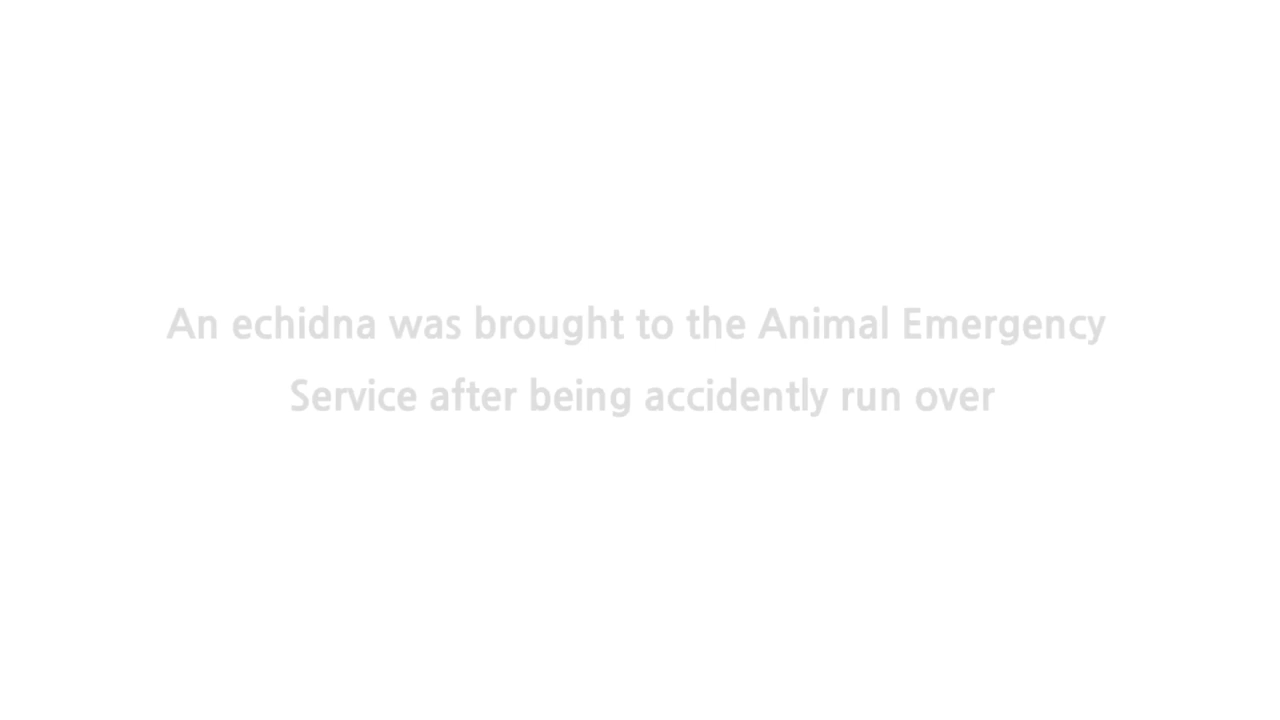 An echidna was brought to the Animal Emergency
Service after being accidently run over